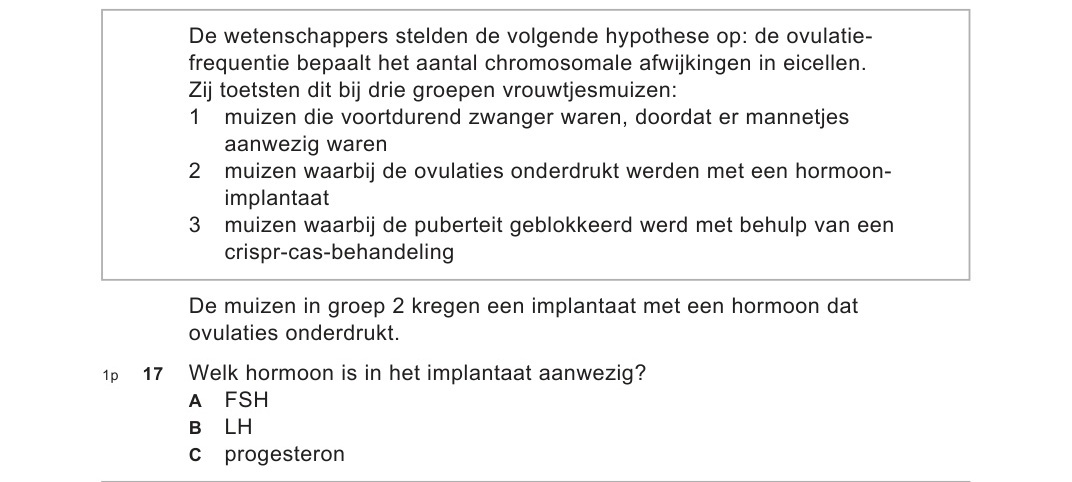 De wetenschappers stelden de volgende hypothese op: de ovulatie-
frequentie bepaalt het aantal chromosomale afwijkingen in eicellen.
Zij toetsten dit bij drie groepen vrouwtjesmuizen:
1 muizen die voortdurend zwanger waren, doordat er mannetjes
aanwezig waren
2 muizen waarbij de ovulaties onderdrukt werden met een hormoon-
implantaat
3 muizen waarbij de puberteit geblokkeerd werd met behulp van een
crispr-cas-behandeling
De muizen in groep 2 kregen een implantaat met een hormoon dat
ovulaties onderdrukt.
1p 17 Welk hormoon is in het implantaat aanwezig?
A FSH
B LH
C progesteron